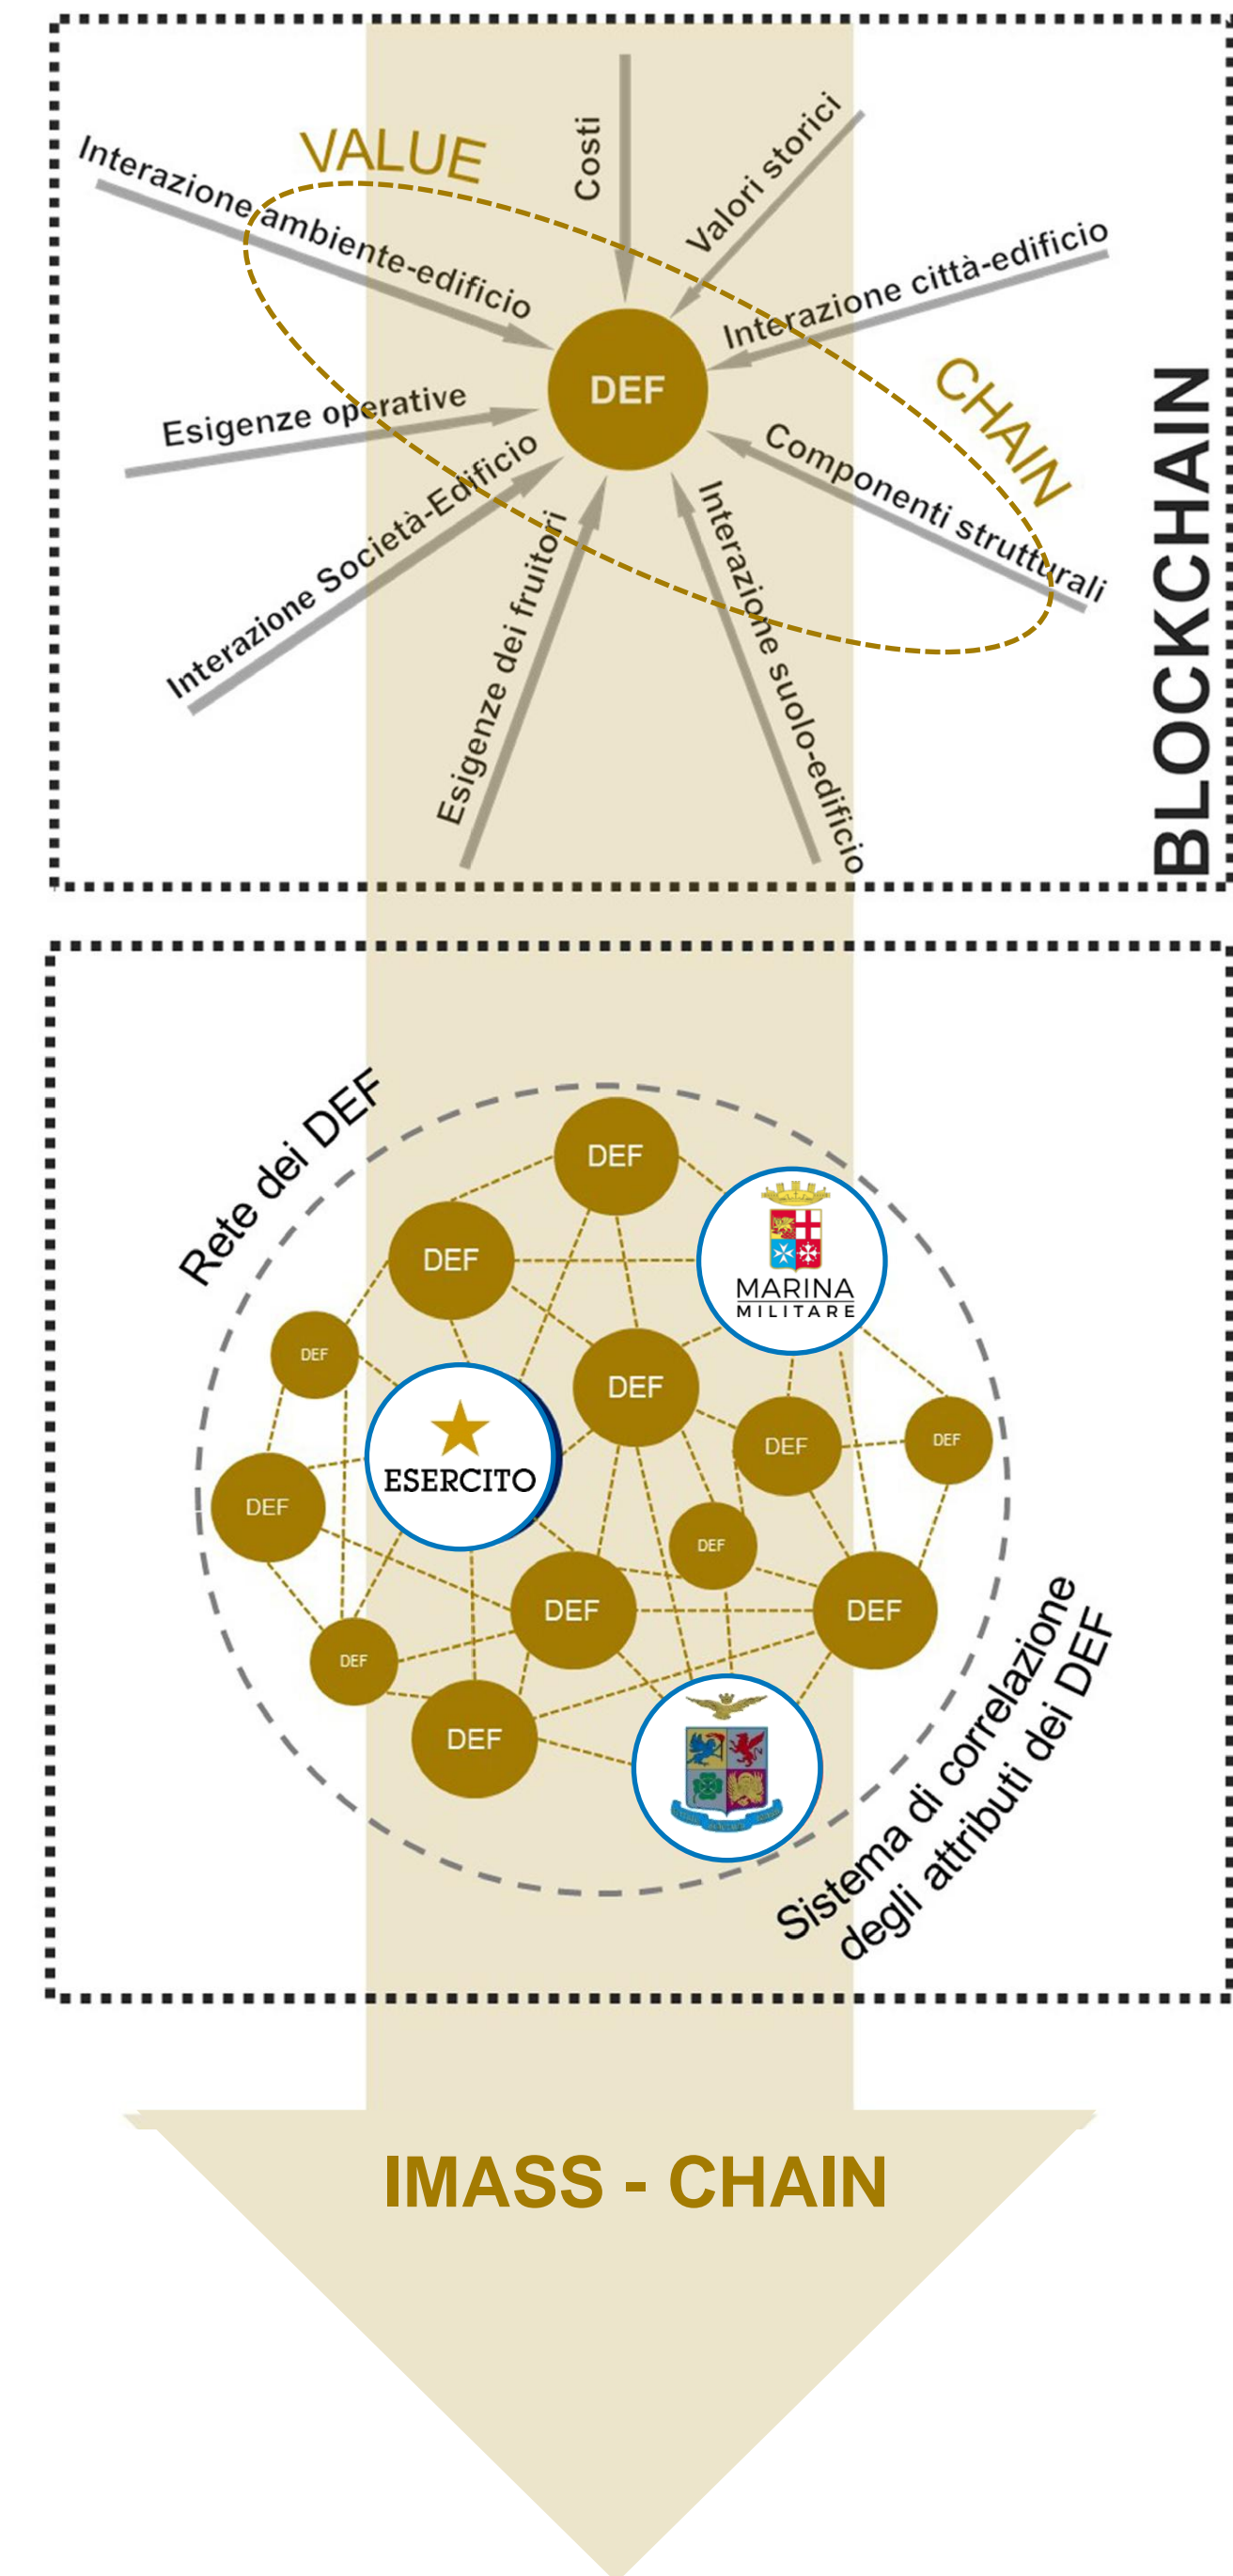 VALUE
Costi
Valori storici
Interazione ambiente-edificio
Interazione città-edificio
DEF
CHAIN
Esigenze operative
Componenti strutturali
Interazione Società-Edificio
Esigenze dei fruitori
Interazione suolo-edificio
BLOCKCHAIN
Rete dei DEF
DEF
DEF
MARINA
MILITARE
DEF
DEF
DEF
DEF
ESERCITO
DEF
DEF
DEF
DEF
DEF
DEF
Sistema di correlazione
degli attributi dei DEF
IMASS - CHAIN